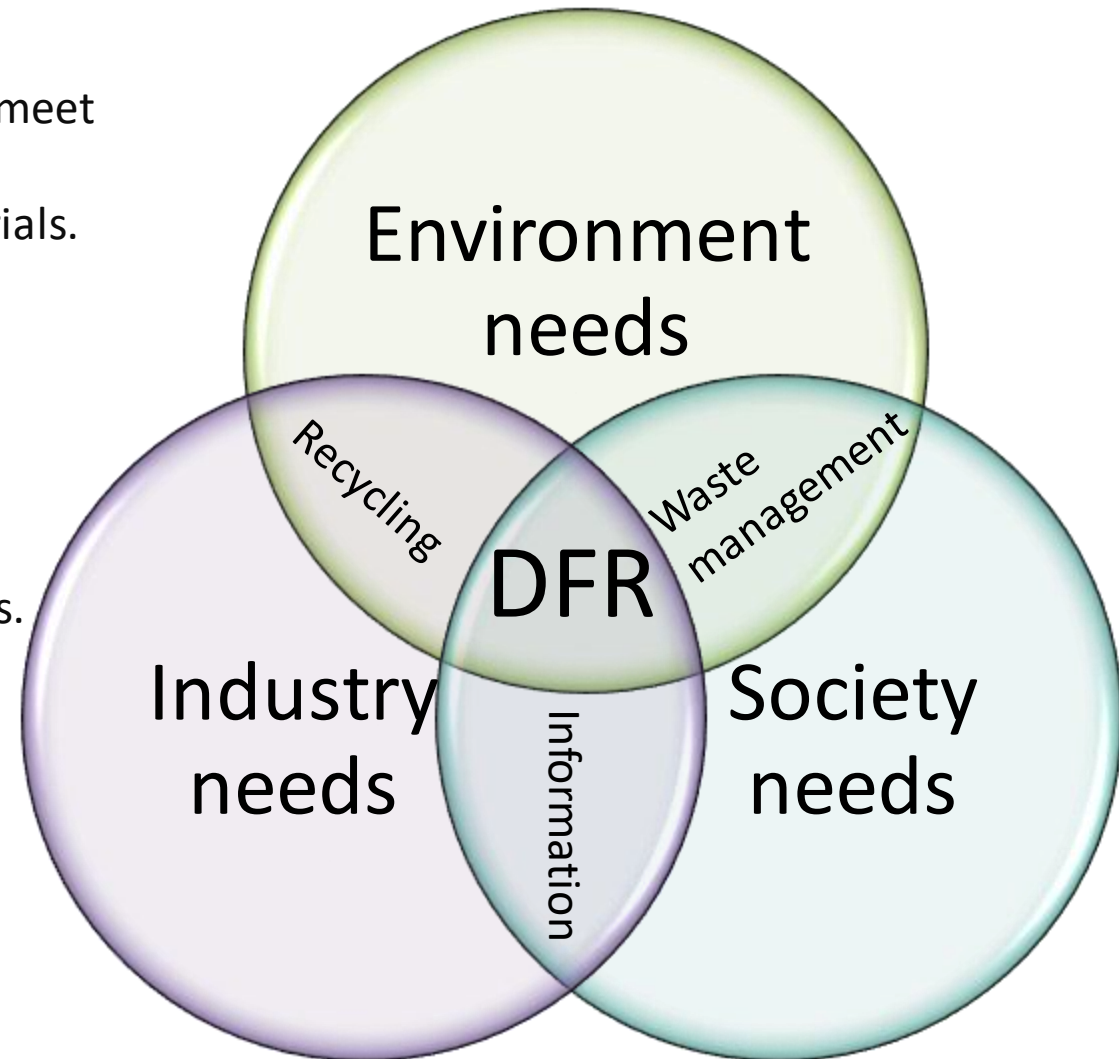 meet
ials.
s.
Environment
needs
Recycling
Waste
management
DFR
Industry
needs
Society
needs
Information